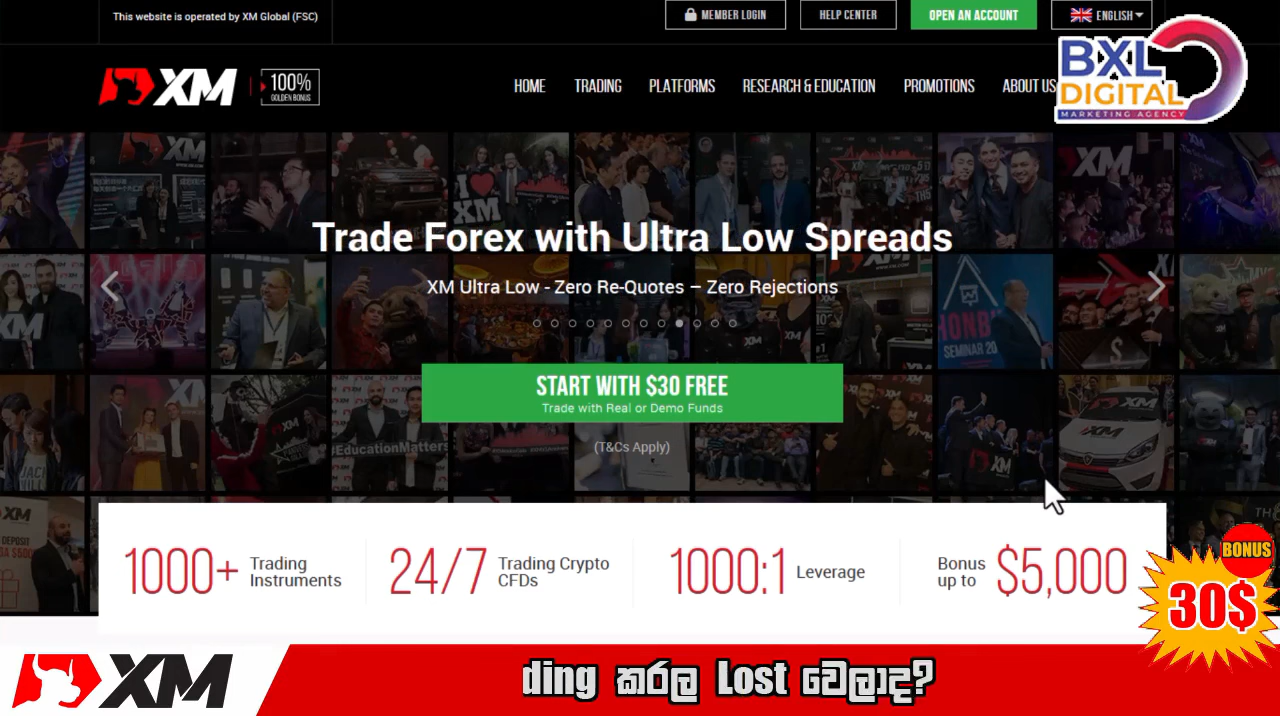 This website is operated by XM Global (FSC)
MEMBER LOGIN
HELP CENTER
OPEN AN ACCOUNT
ENGLISH
XM
100%
GOLDEN BONUS
HOME
TRADING
PLATFORMS
RESEARCH & EDUCATION
PROMOTIONS
ABOUT US
BXL
DIGITAL
MARKETING AGENCY
Trade Forex with Ultra Low Spreads
XM Ultra Low - Zero Re-Quotes – Zero Rejections
START WITH $30 FREE
Trade with Real or Demo Funds
(T&Cs Apply)
#EducationMatters
SEMINAR 20
1000+ Trading Instruments
24/7 Trading Crypto CFDs
1000:1 Leverage
Bonus up to $5,000
BONUS
30$
XM
ding කරල Lost වෙලාද?